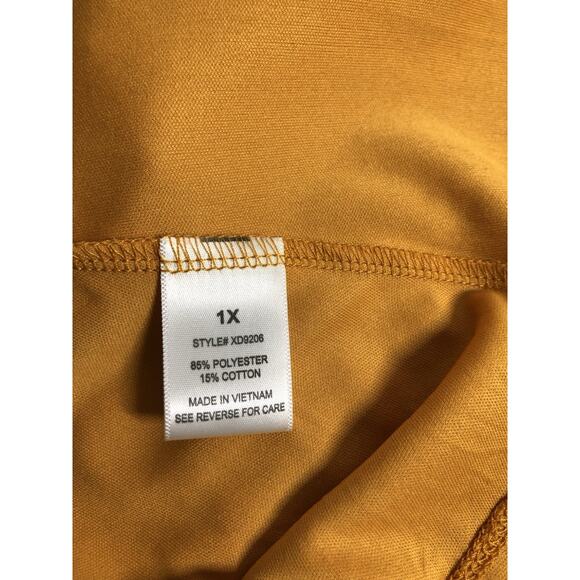 1X
STYLE# XD9206
85% POLYESTER
15% COTTON
MADE IN VIETNAM
SEE REVERSE FOR CARE